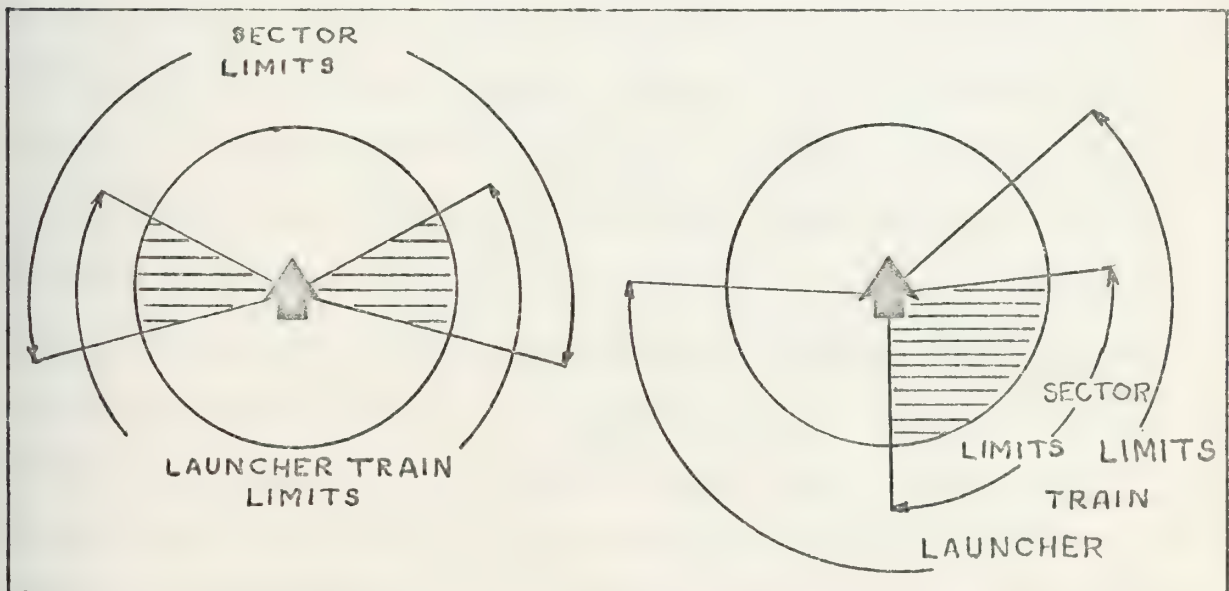 SECTOR
LIMITS
LAUNCHER TRAIN
LIMITS
SECTOR
LIMITS
LIMITS
TRAIN
LAUNCHER